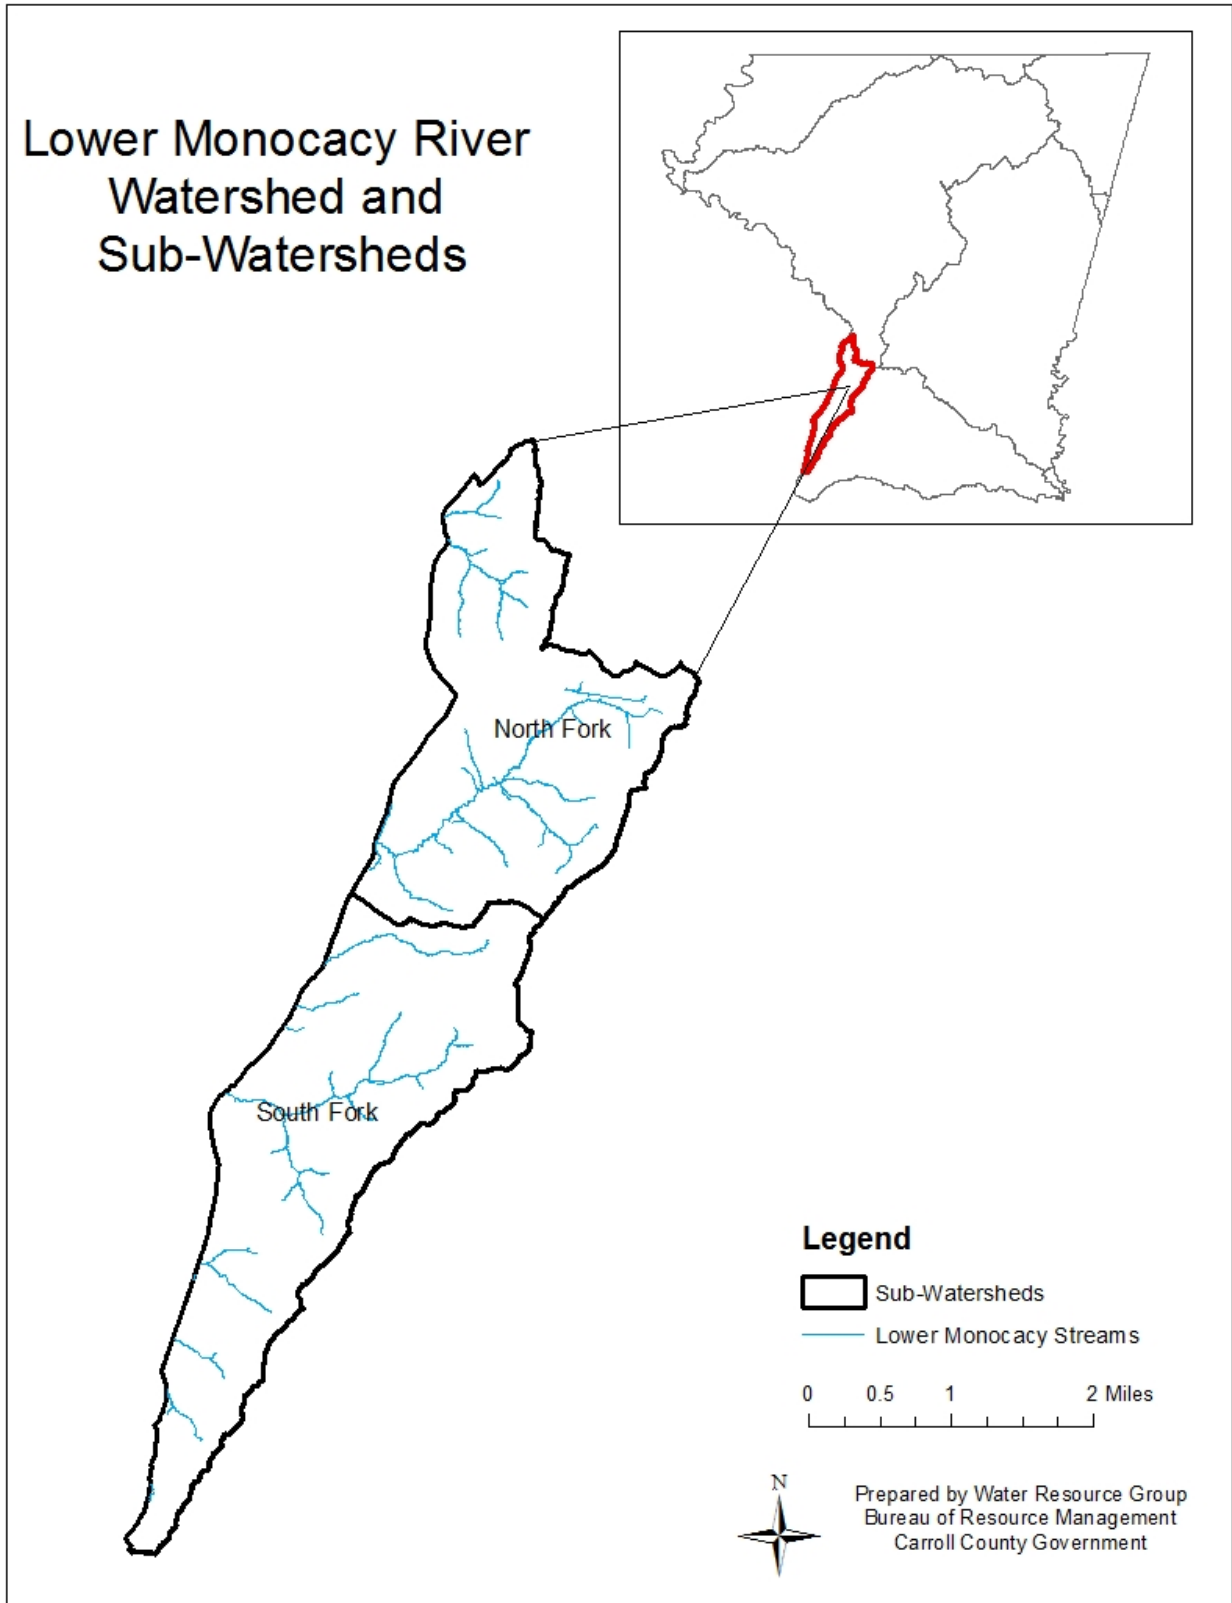 Lower Monocacy River
Watershed and
Sub-Watersheds
North Fork
South Fork
Legend
Sub-Watersheds
Lower Monocacy Streams
0 0.5 1 2 Miles
N
Prepared by Water Resource Group
Bureau of Resource Management
Carroll County Government